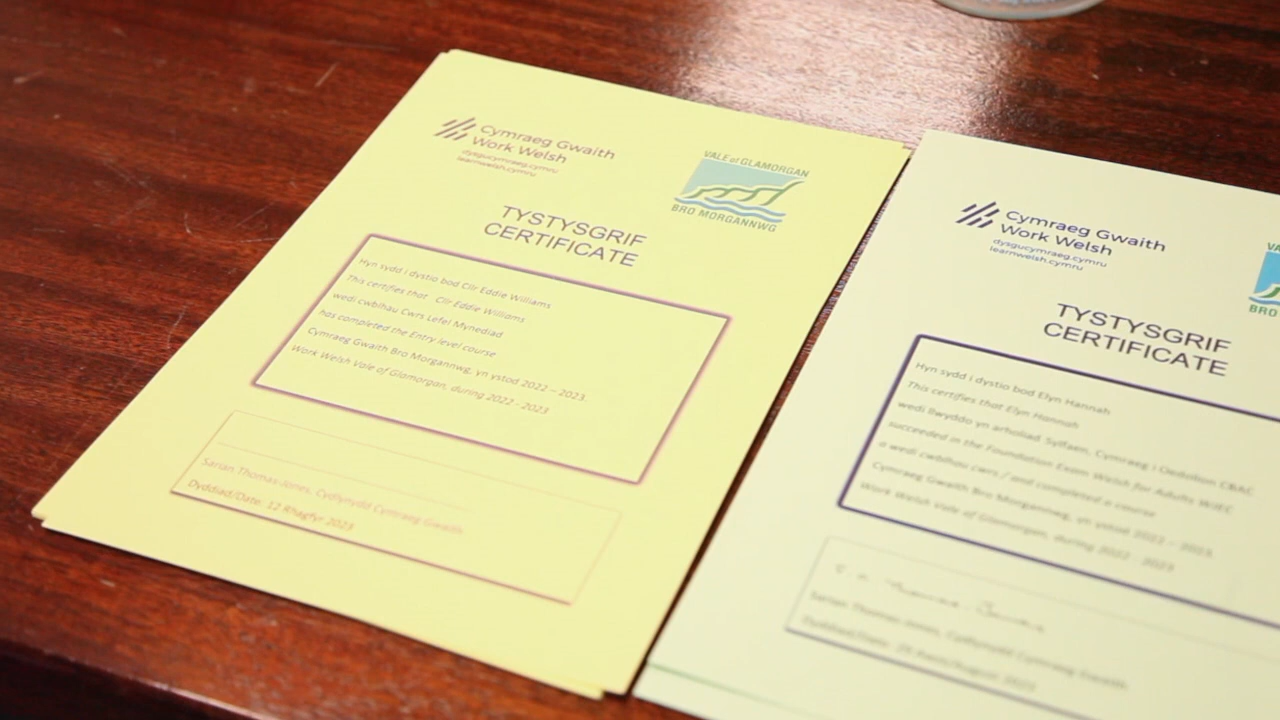 Cymraeg Gwaith
Work Welsh
dysgucymraeg.cymru
learnwelsh.cymru
VALE of GLAMORGAN
BRO MORGANNWG
TYSTYSGRIF
CERTIFICATE
Hyn sydd i dystio bod Cllr Eddie Williams
This certifies that Cllr Eddie Williams
wedi cwblhau Cwrs Lefel Mynediad
has completed the Entry level course
Cymraeg Gwaith Bro Morgannwg, yn ystod 2022 – 2023.
Work Welsh Vale of Glamorgan, during 2022 - 2023
Sarian Thomas-Jones, Cydlynydd Cymraeg Gwaith
Dyddiad/Date: 12 Rhagfyr 2023
Cymraeg Gwaith
Work Welsh
dysgucymraeg.cymru
learnwelsh.cymru
VA
BRO
TYSTYSGRIF
CERTIFICATE
Hyn sydd i dystio bod Elyn Hannah
This certifies that Elyn Hannah
wedi llwyddo yn arholiad Sylfaen, Cymraeg i Oedolion CBAC
succeeded in the Foundation Exam Welsh for Adults WJEC
a wedi cwblhau cwrs / and completed a course
Cymraeg Gwaith Bro Morgannwg, yn ystod 2022 – 2023.
Work Welsh Vale of Glamorgan, during 2022 - 2023
Sarian Thomas-Jones, Cydlynydd Cymraeg Gwaith
Dyddiad/Date: